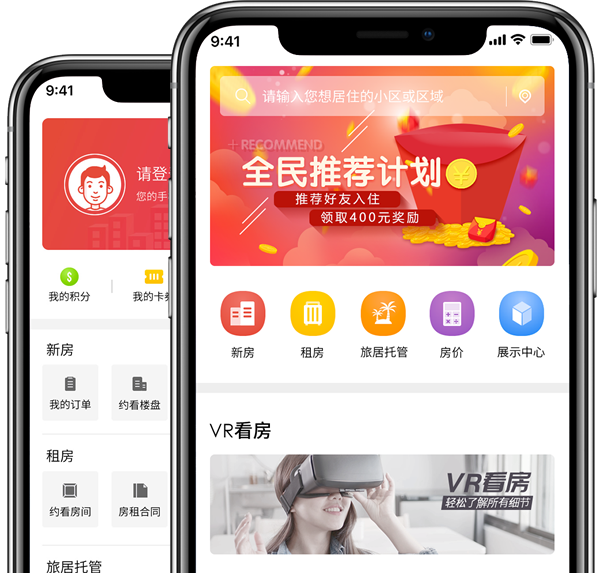 9:41
请输入您想居住的小区或区域
+RECOMMEND
全民推荐计划
推荐好友入住
领取400元奖励
新房
租房
旅居托管
房价
展示中心
VR看房
VR看房
轻松了解所有细节
9:41
请登
您的手
我的积分
我的卡
新房
我的订单
约看楼盘
租房
约看房间
房租合同
旅居托管